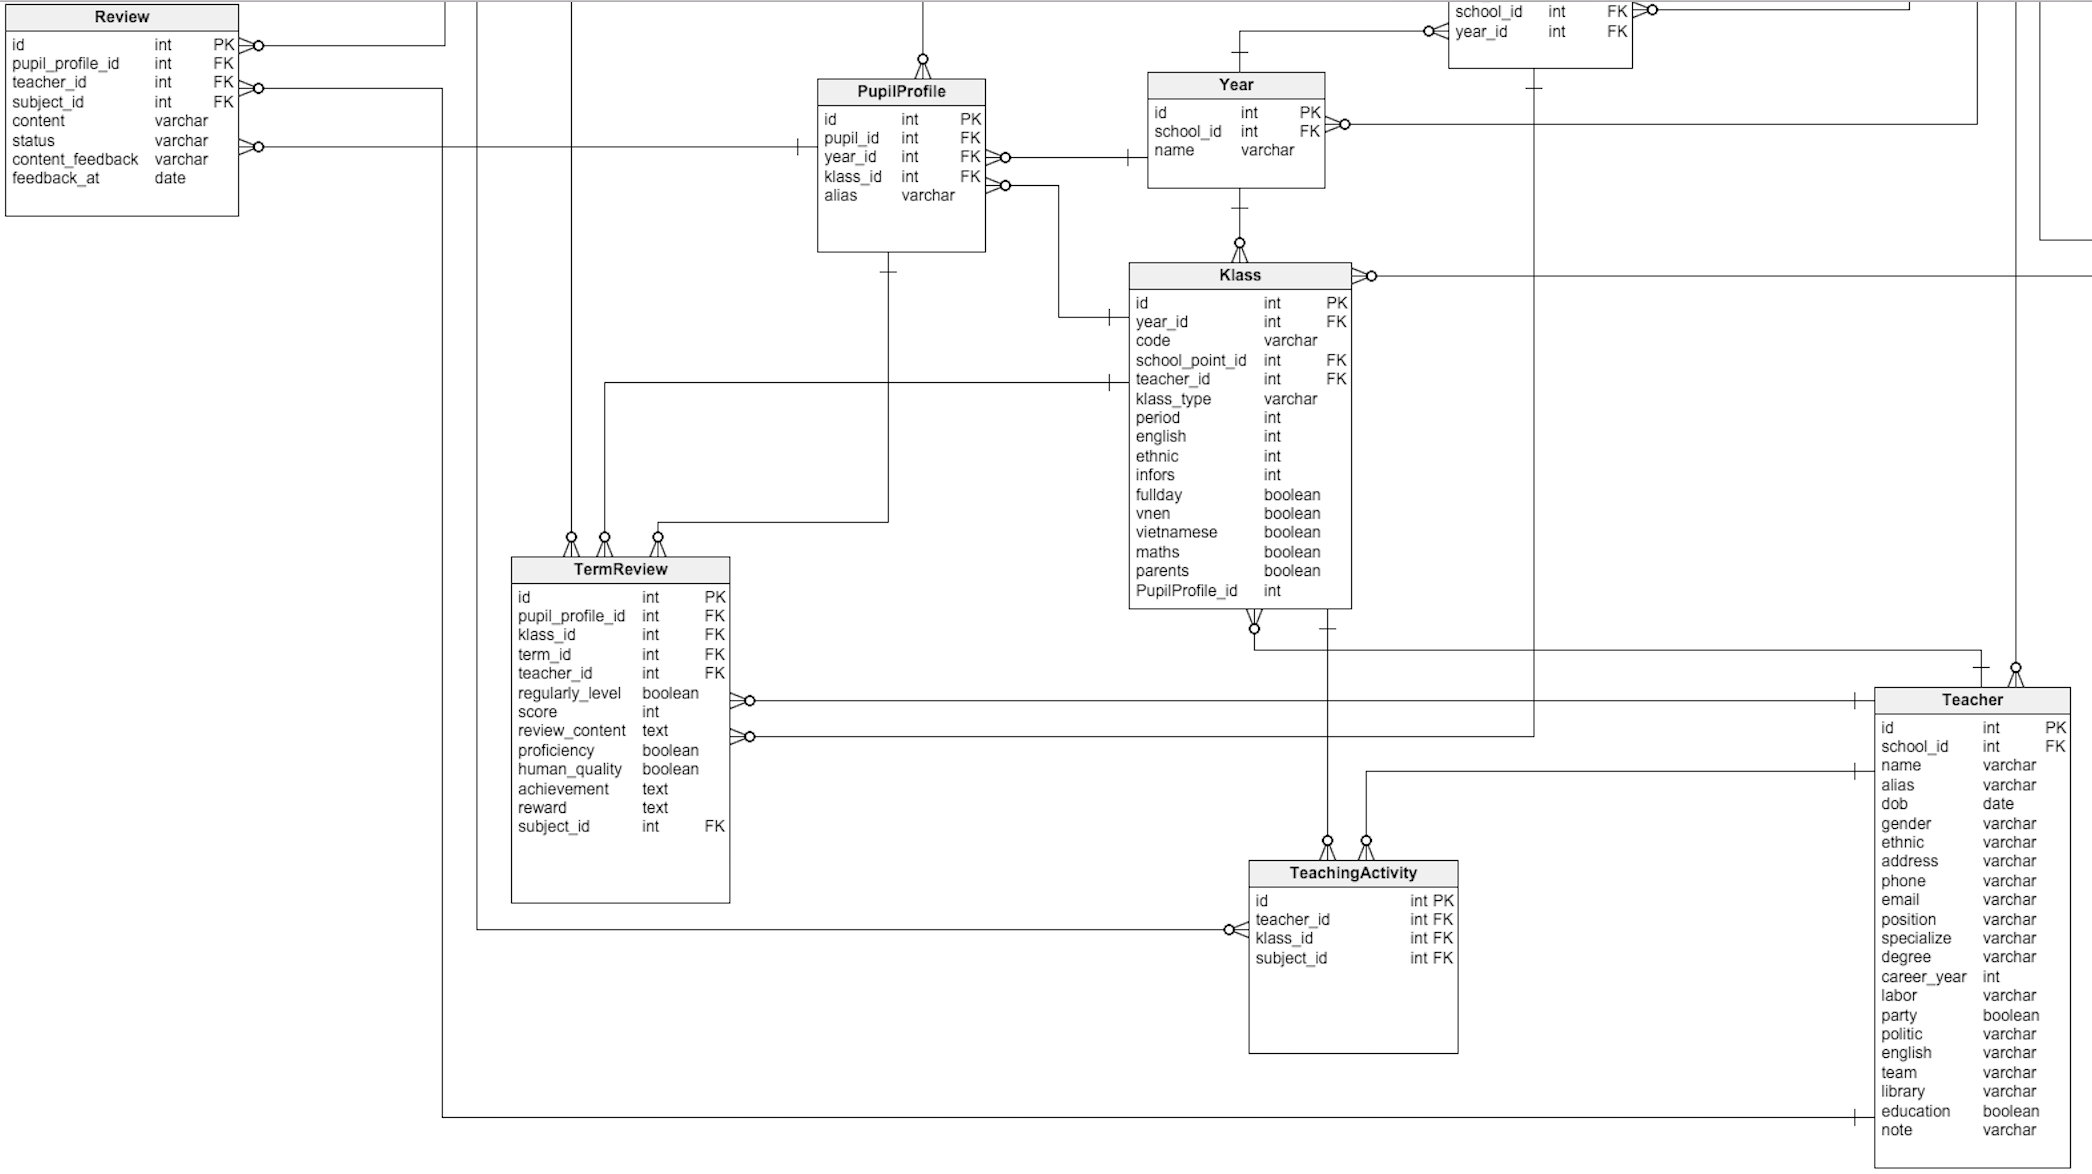 Review
id int PK
pupil_profile_id int FK
teacher_id int FK
subject_id int FK
content varchar
status varchar
content_feedback varchar
feedback_at date
PupilProfile
id int PK
pupil_id int FK
year_id int FK
klass_id int FK
alias varchar
school_id int FK
year_id int FK
Year
id int PK
school_id int FK
name varchar
Klass
id int PK
year_id int FK
code varchar
school_point_id int FK
teacher_id int FK
klass_type varchar
period int
english int
ethnic int
infors int
fullday boolean
vnen boolean
vietnamese boolean
maths boolean
parents boolean
PupilProfile_id int
TermReview
id int PK
pupil_profile_id int FK
klass_id int FK
term_id int FK
teacher_id int FK
regularly_level boolean
score int
review_content text
proficiency boolean
human_quality boolean
achievement text
reward text
subject_id int FK
TeachingActivity
id int PK
teacher_id int FK
klass_id int FK
subject_id int FK
Teacher
id int PK
school_id int FK
name varchar
alias varchar
dob date
gender varchar
ethnic varchar
address varchar
phone varchar
email varchar
position varchar
specialize varchar
degree varchar
career_year int
labor varchar
party boolean
politic varchar
english varchar
team varchar
library varchar
education boolean
note varchar